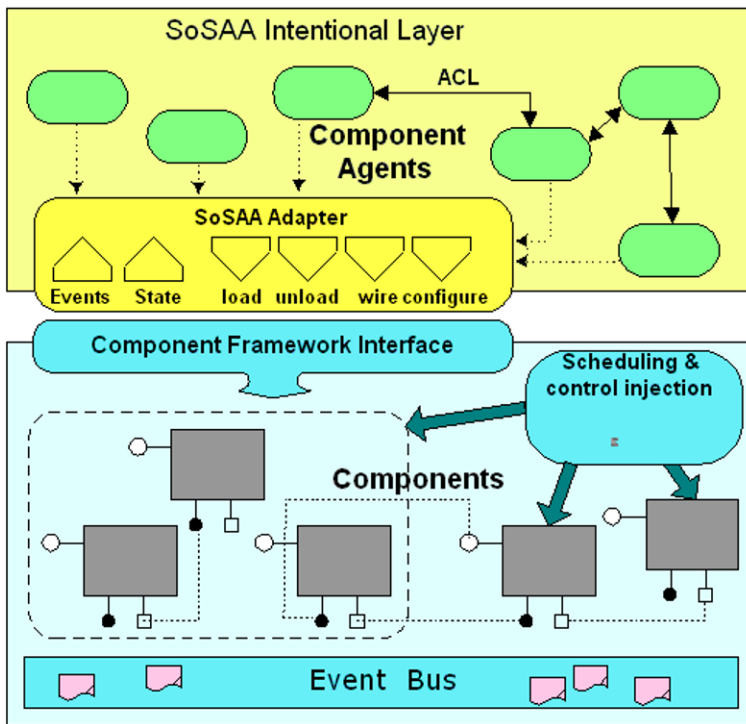 SoSAA Intentional Layer
ACL
Component
Agents
SoSAA Adapter
Events State load unload wire configure
Component Framework Interface
Scheduling &
control injection
Components
Event Bus